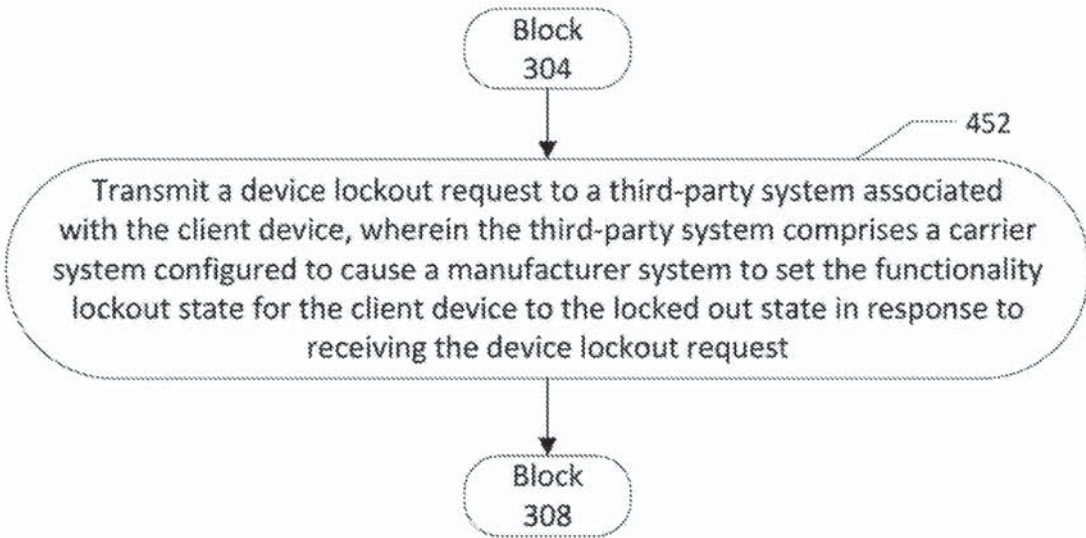 Block
304
452
Transmit a device lockout request to a third-party system associated
with the client device, wherein the third-party system comprises a carrier
system configured to cause a manufacturer system to set the functionality
lockout state for the client device to the locked out state in response to
receiving the device lockout request
Block
308